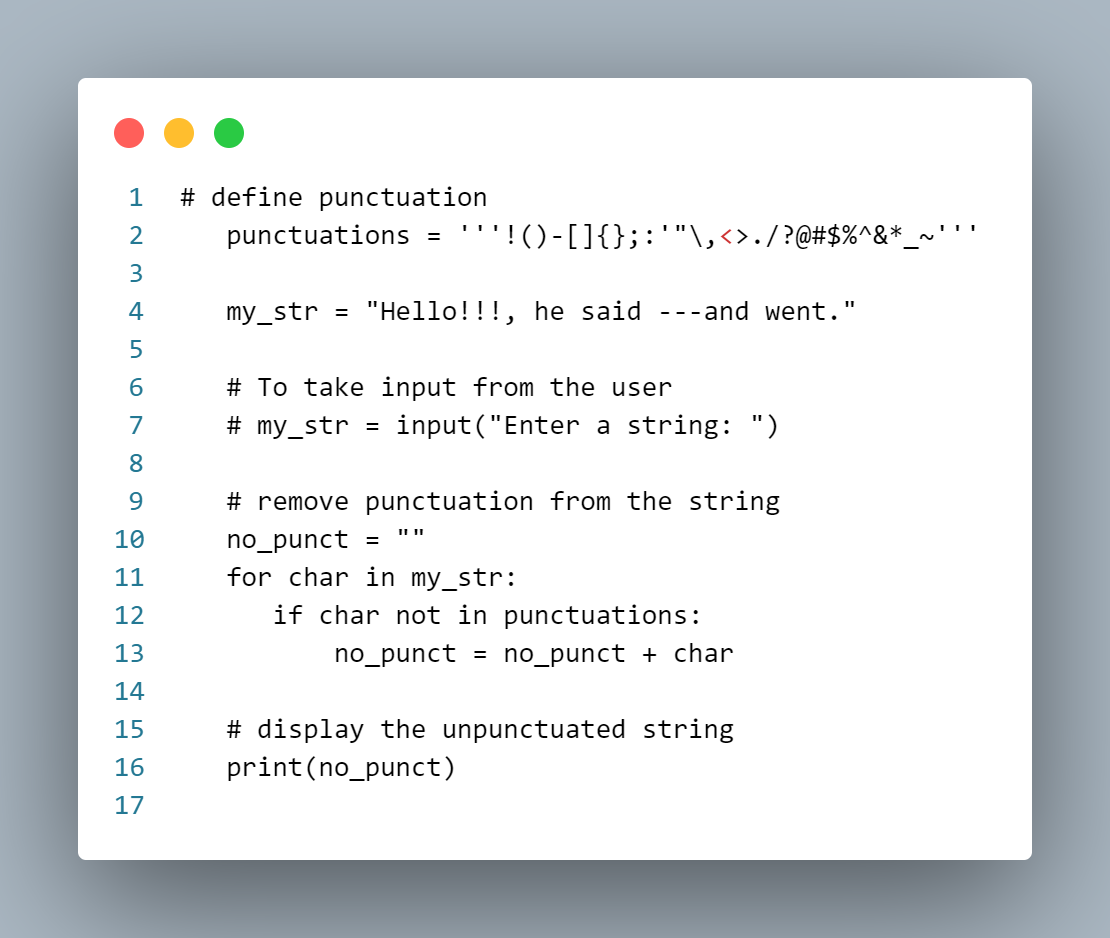 1 # define punctuation
2    punctuations = '''!()-[]{};:'"\,<>./?@#$%^&*_~'''
3
4    my_str = "Hello!!!, he said ---and went."
5
6    # To take input from the user
7    # my_str = input("Enter a string: ")
8
9    # remove punctuation from the string
10    no_punct = ""
11    for char in my_str:
12       if char not in punctuations:
13           no_punct = no_punct + char
14
15    # display the unpunctuated string
16    print(no_punct)
17